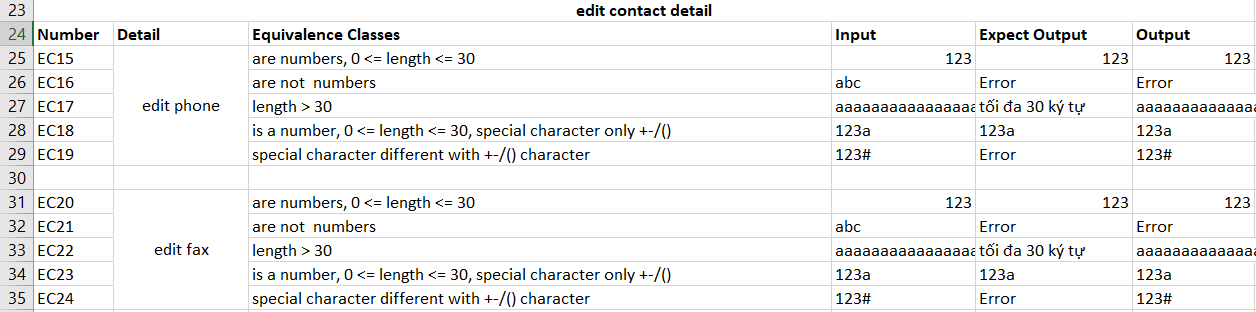 23 edit contact detail
24 Number Detail Equivalence Classes Input Expect Output Output
25 EC15 are numbers, 0 <= length <= 30 123 123 123
26 EC16 are not  numbers abc Error Error
edit phone
27 EC17 length > 30 aaaaaaaaaaaaaaaa tối đa 30 ký tự aaaaaaaaaaaaaa
28 EC18 is a number, 0 <= length <= 30, special character only +-/() 123a 123a 123a
29 EC19 special character different with +-/() character 123# Error 123#
30
31 EC20 are numbers, 0 <= length <= 30 123 123 123
32 EC21 are not  numbers abc Error Error
edit fax
33 EC22 length > 30 aaaaaaaaaaaaaaaa tối đa 30 ký tự aaaaaaaaaaaaaa
34 EC23 is a number, 0 <= length <= 30, special character only +-/() 123a 123a 123a
35 EC24 special character different with +-/() character 123# Error 123#